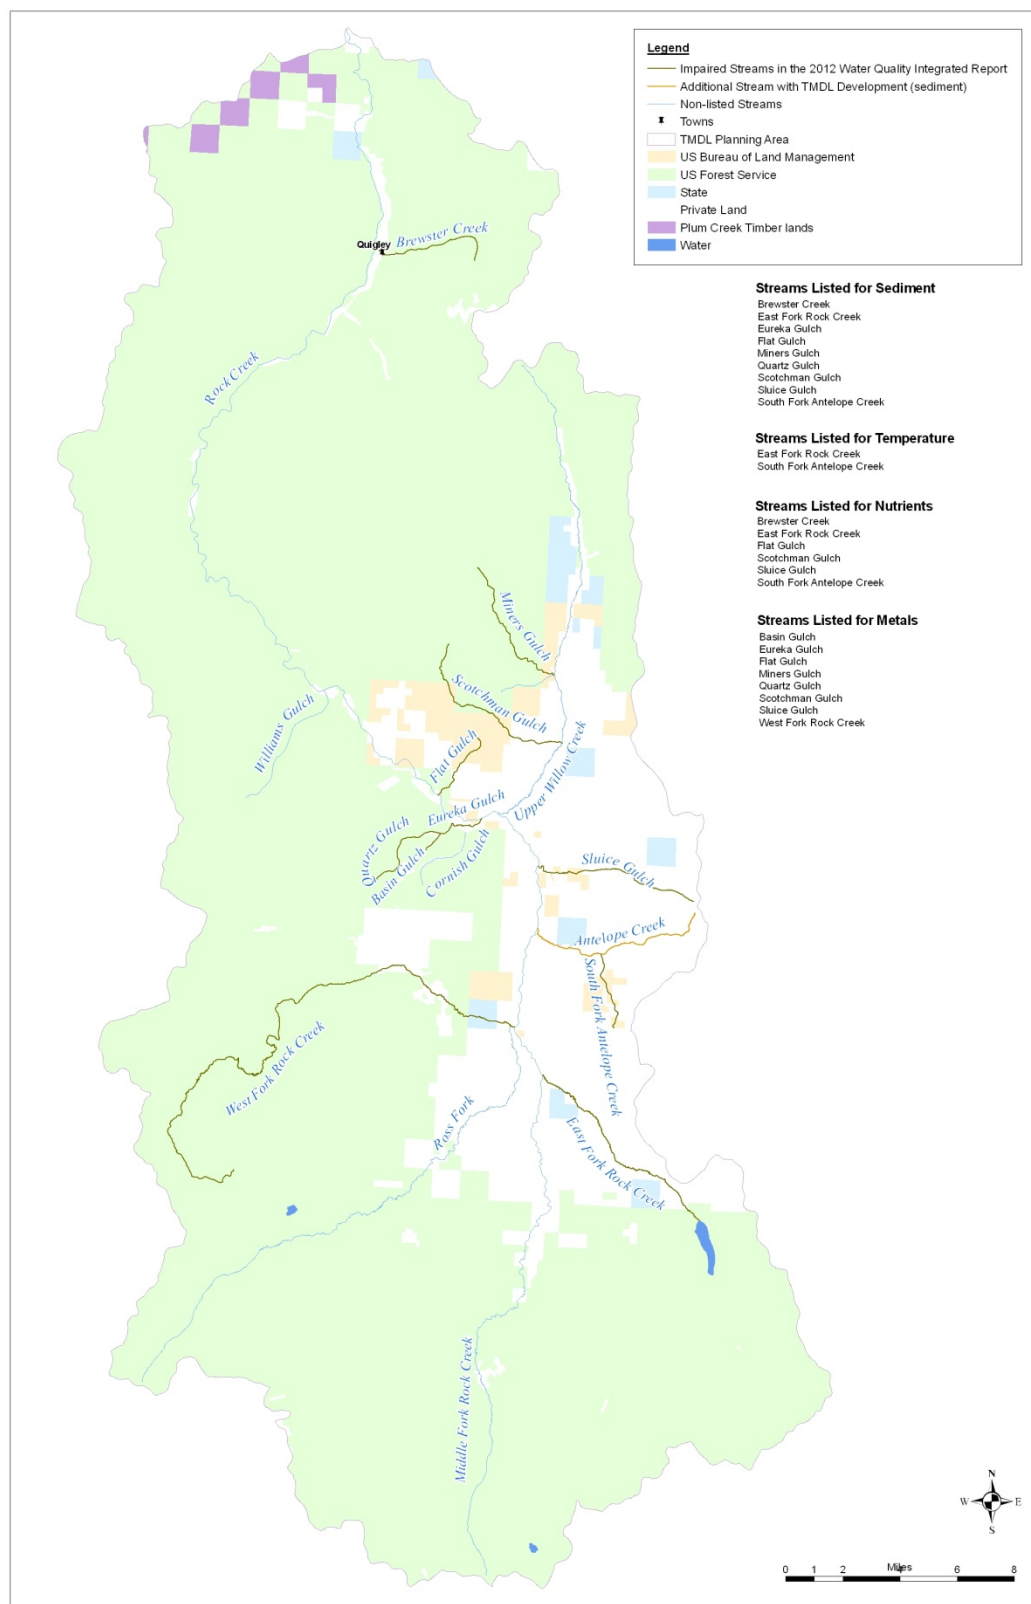 Legend
Impaired Streams in the 2012 Water Quality Integrated Report
Additional Stream with TMDL Development (sediment)
Non-listed Streams
Towns
TMDL Planning Area
US Bureau of Land Management
US Forest Service
State
Private Land
Plum Creek Timber lands
Water
Streams Listed for Sediment
Brewster Creek
East Fork Rock Creek
Eureka Gulch
Flat Gulch
Miners Gulch
Quartz Gulch
Scotchman Gulch
Sluice Gulch
South Fork Antelope Creek
Streams Listed for Temperature
East Fork Rock Creek
South Fork Antelope Creek
Streams Listed for Nutrients
Brewster Creek
East Fork Rock Creek
Flat Gulch
Scotchman Gulch
Sluice Gulch
South Fork Antelope Creek
Streams Listed for Metals
Basin Gulch
Eureka Gulch
Flat Gulch
Miners Gulch
Quartz Gulch
Scotchman Gulch
Sluice Gulch
West Fork Rock Creek
Quigley
Brewster Creek
Rock Creek
Miners Gulch
Scotchman Gulch
Williams Gulch
Flat Gulch
Upper Willow Creek
Eureka Gulch
Quartz Gulch
Basin Gulch
Cornish Gulch
Sluice Gulch
Antelope Creek
South Fork Antelope Creek
West Fork Rock Creek
Ross Fork
East Fork Rock Creek
Middle Fork Rock Creek
N
W E
S
Miles
0 1 2 4 6 8